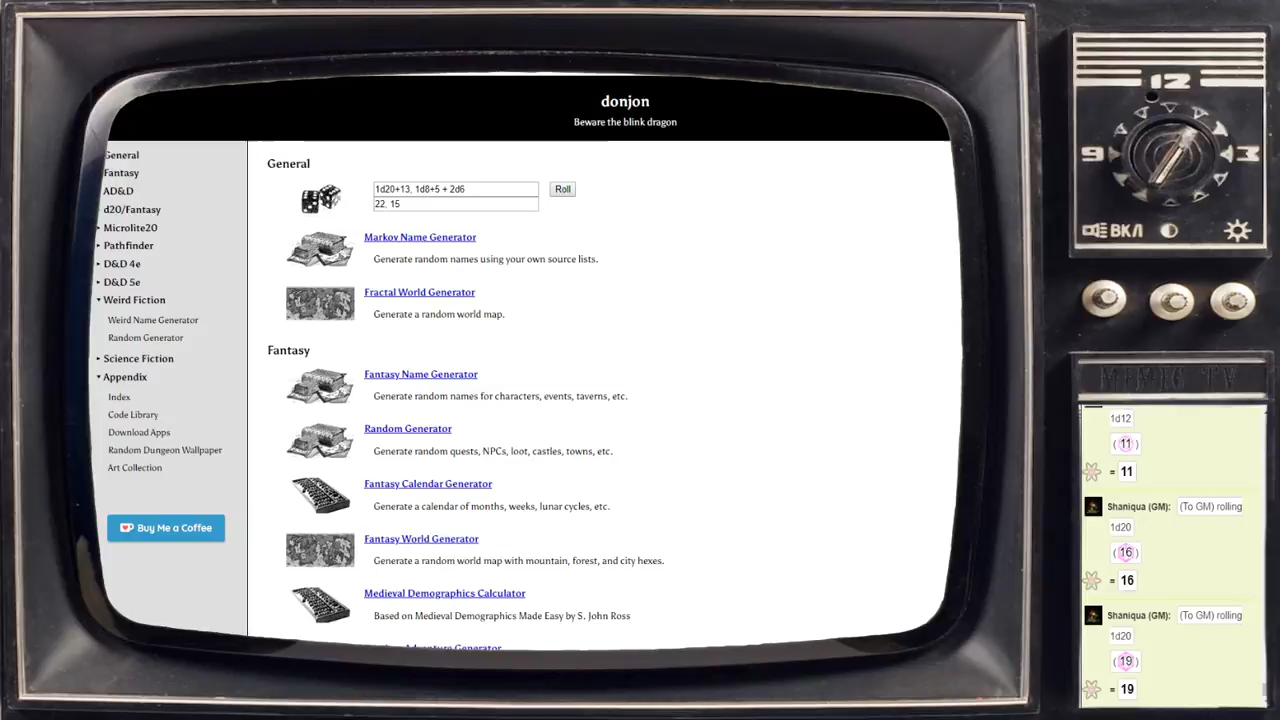 donjon
Beware the blink dragon
General
Fantasy
AD&D
d20/Fantasy
Microlite20
Pathfinder
D&D 4e
D&D 5e
Weird Fiction
Weird Name Generator
Random Generator
Science Fiction
Appendix
Index
Code Library
Download Apps
Random Dungeon Wallpaper
Art Collection
Buy Me a Coffee
General
1d20+13, 1d8+5 + 2d6
Roll
22, 15
Markov Name Generator
Generate random names using your own source lists.
Fractal World Generator
Generate a random world map.
Fantasy
Fantasy Name Generator
Generate random names for characters, events, taverns, etc.
Random Generator
Generate random quests, NPCs, loot, castles, towns, etc.
Fantasy Calendar Generator
Generate a calendar of months, weeks, lunar cycles, etc.
Fantasy World Generator
Generate a random world map with mountain, forest, and city hexes.
Medieval Demographics Calculator
Based on Medieval Demographics Made Easy by S. John Ross
Adventure Generator
12
9
3
ВКЛ
1d12
(11)
= 11
Shaniqua (GM): (To GM) rolling
1d20
(16)
= 16
Shaniqua (GM): (To GM) rolling
1d20
(19)
= 19